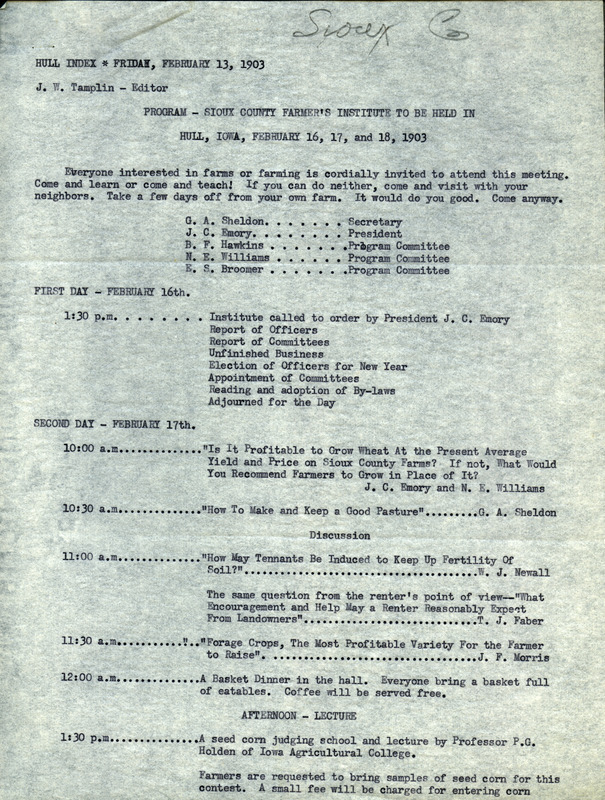 Sioux Co
HULL INDEX * FRIDAY, FEBRUARY 13, 1903
J. W. Tamplin - Editor
PROGRAM - SIOUX COUNTY FARMER'S INSTITUTE TO BE HELD IN
HULL, IOWA, FEBRUARY 16, 17, and 18, 1903
Everyone interested in farms or farming is cordially invited to attend this meeting.
Come and learn or come and teach! If you can do neither, come and visit with your
neighbors. Take a few days off from your own farm. It would do you good. Come anyway.
G. A. Sheldon. . . . . . . Secretary
J. C. Emory. . . . . . . . President
B. F. Hawkins . . . . . . .Program Committee
N. E. Williams . . . . . . Program Committee
E. S. Broomer . . . . . . .Program Committee
FIRST DAY - FEBRUARY 16th.
1:30 p.m. . . . . . . . Institute called to order by President J. C. Emory
Report of Officers
Report of Committees
Unfinished Business
Election of Officers for New Year
Appointment of Committees
Reading and adoption of By-laws
Adjourned for the Day
SECOND DAY - FEBRUARY 17th.
10:00 a.m.............."Is It Profitable to Grow Wheat At the Present Average
Yield and Price on Sioux County Farms? If not, What Would
You Recommend Farmers to Grow in Place of It?
J. C. Emory and N. E. Williams
10:30 a.m.............."How To Make and Keep a Good Pasture".........G. A. Sheldon
Discussion
11:00 a.m.............."How May Tennants Be Induced to Keep Up Fertility Of
Soil?".....................................W. J. Newall
The same question from the renter's point of view--"What
Encouragement and Help May a Renter Reasonably Expect
From Landowners"............................T. J. Faber
11:30 a.m..........."..."Forage Crops, The Most Profitable Variety For the Farmer
to Raise". ..................................J. F. Morris
12:00 a.m..............A Basket Dinner in the hall. Everyone bring a basket full
of eatables. Coffee will be served free.
AFTERNOON - LECTURE
1:30 p.m...............A seed corn judging school and lecture by Professor P.G.
Holden of Iowa Agricultural College.
Farmers are requested to bring samples of seed corn for this
contest. A small fee will be charged for entering corn